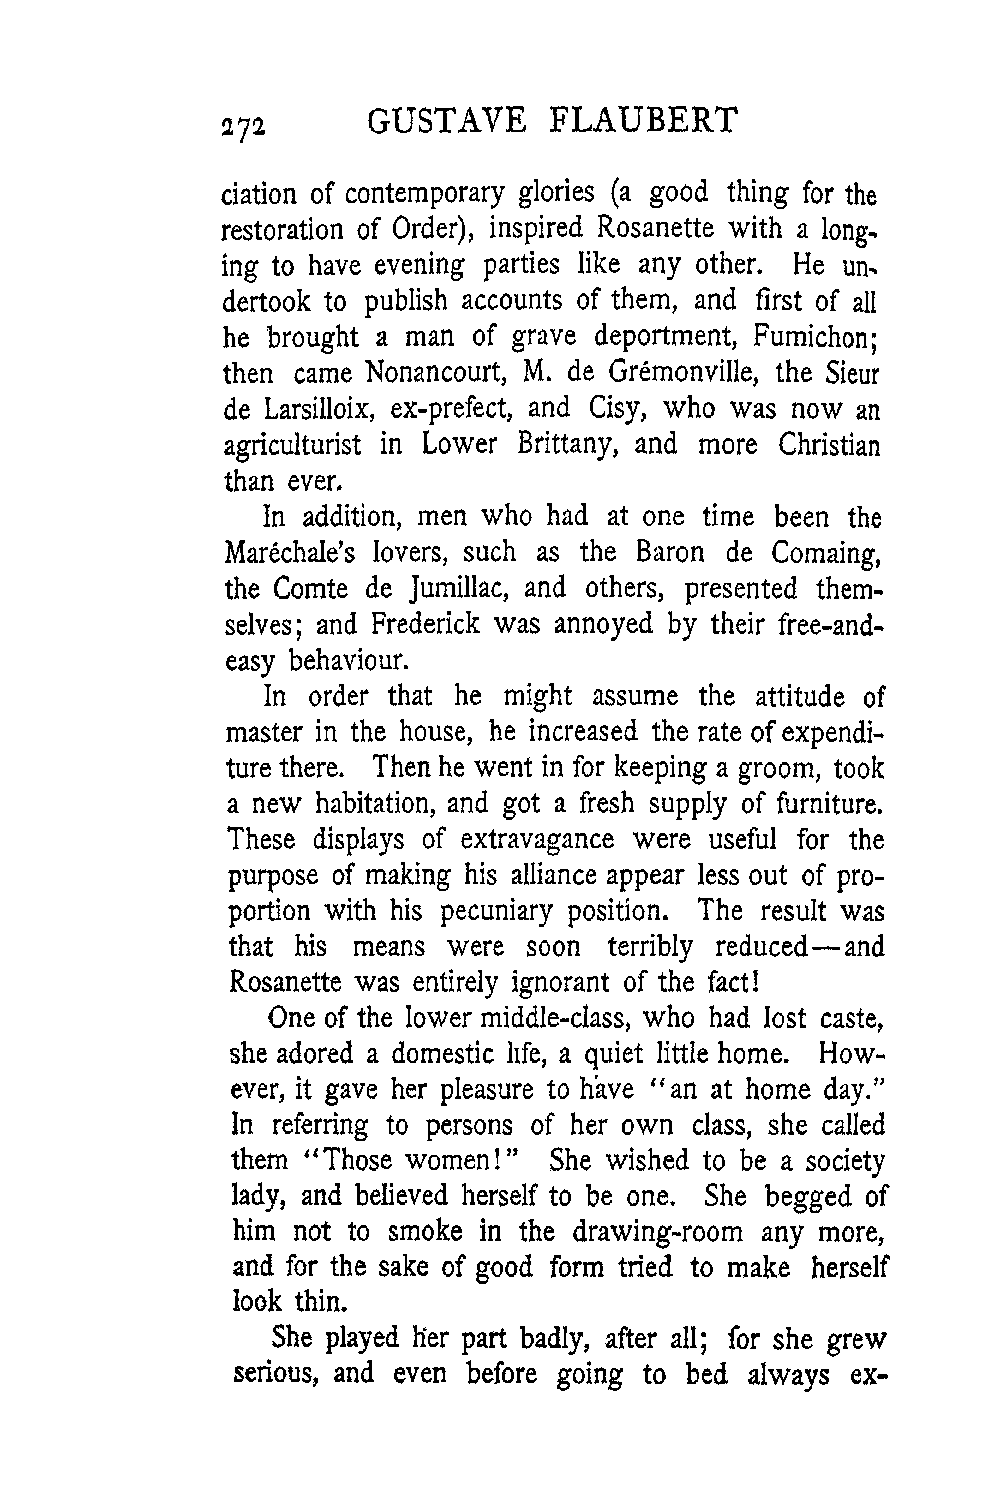 272 GUSTAVE FLAUBERT
ciation of contemporary glories (a good thing for the
restoration of Order), inspired Rosanette with a long-
ing to have evening parties like any other. He un-
dertook to publish accounts of them, and first of all
he brought a man of grave deportment, Fumichon;
then came Nonancourt, M. de Grémonville, the Sieur
de Larsilloix, ex-prefect, and Cisy, who was now an
agriculturist in Lower Brittany, and more Christian
than ever.
In addition, men who had at one time been the
Maréchale's lovers, such as the Baron de Comaing,
the Comte de Jumillac, and others, presented them-
selves; and Frederick was annoyed by their free-and-
easy behaviour.
In order that he might assume the attitude of
master in the house, he increased the rate of expendi-
ture there. Then he went in for keeping a groom, took
a new habitation, and got a fresh supply of furniture.
These displays of extravagance were useful for the
purpose of making his alliance appear less out of pro-
portion with his pecuniary position. The result was
that his means were soon terribly reduced—and
Rosanette was entirely ignorant of the fact!
One of the lower middle-class, who had lost caste,
she adored a domestic life, a quiet little home. How-
ever, it gave her pleasure to have "an at home day."
In referring to persons of her own class, she called
them "Those women!" She wished to be a society
lady, and believed herself to be one. She begged of
him not to smoke in the drawing-room any more,
and for the sake of good form tried to make herself
look thin.
She played her part badly, after all; for she grew
serious, and even before going to bed always ex-